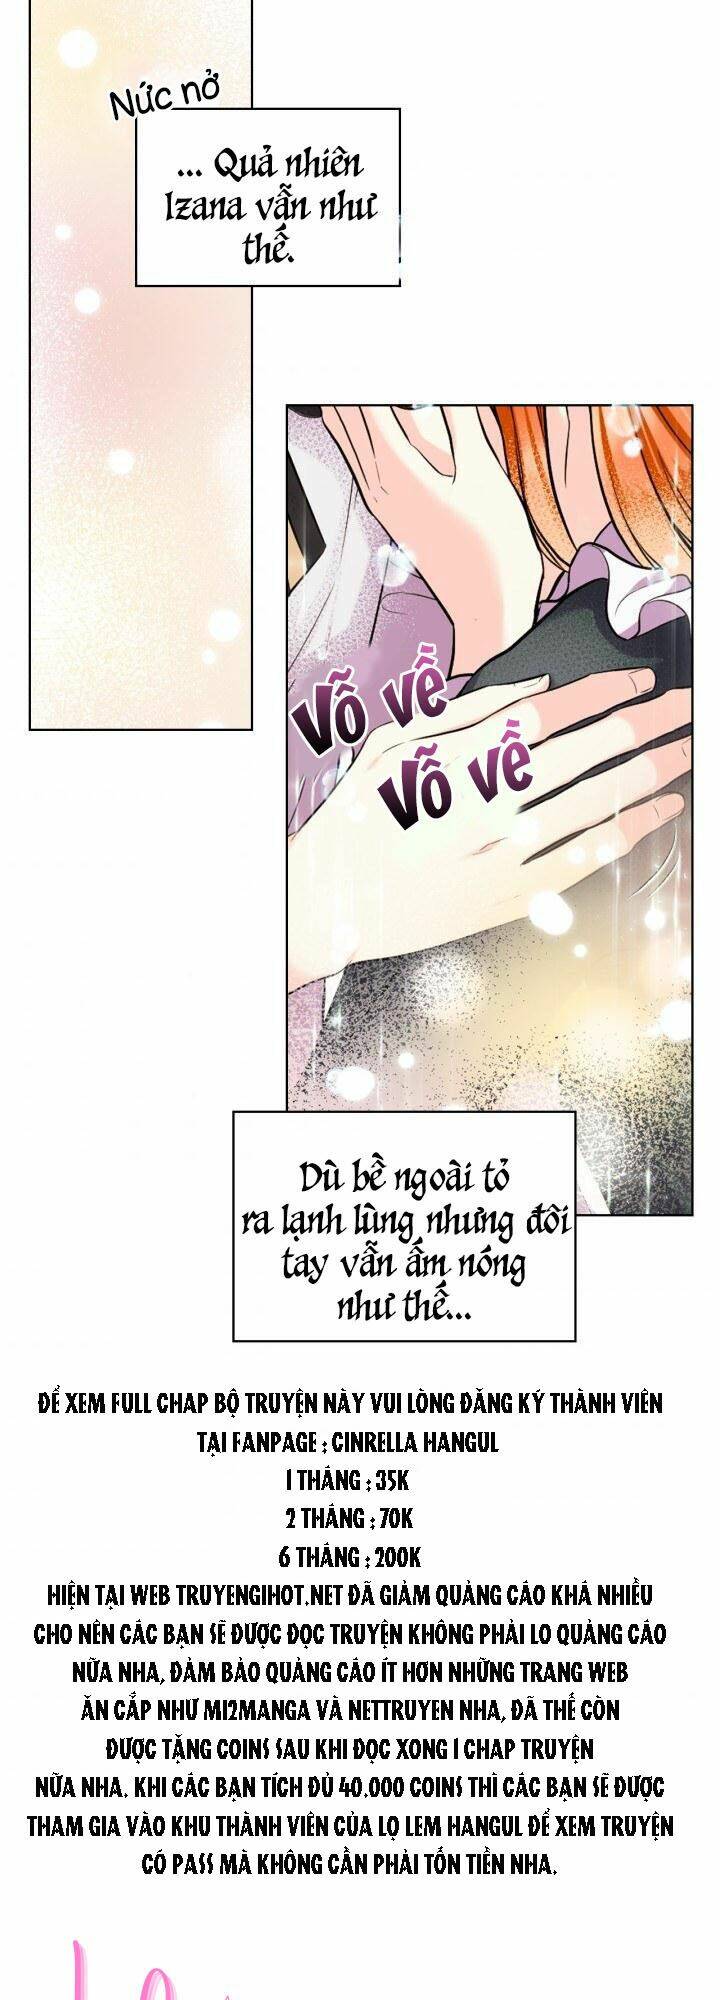 Nức nở
... Quả nhiên
Izana vẫn như
thế.
VỖ VỀ
VỖ VỀ
Dù bề ngoài tỏ
ra lạnh lùng nhưng đôi
tay vẫn ấm nóng
như thế...
ĐỂ XEM FULL CHAP BỘ TRUYỆN NÀY VUI LÒNG ĐĂNG KÝ THÀNH VIÊN
TẠI FANPAGE : CINRELLA HANGUL
1 THÁNG : 35K
2 THÁNG : 70K
6 THÁNG : 200K
HIỆN TẠI WEB TRUYENGIHOT.NET ĐÃ GIẢM QUẢNG CÁO KHÁ NHIỀU
CHO NÊN CÁC BẠN SẼ ĐƯỢC ĐỌC TRUYỆN KHÔNG PHẢI LO QUẢNG CÁO
NỮA NHA, ĐẢM BẢO QUẢNG CÁO ÍT HƠN NHỮNG TRANG WEB
ĂN CẮP NHƯ MI2MANGA VÀ NETTRUYEN NHA, ĐÃ THẾ CÒN
ĐƯỢC TẶNG COINS SAU KHI ĐỌC XONG 1 CHAP TRUYỆN
NỮA NHA. KHI CÁC BẠN TÍCH ĐỦ 40.000 COINS THÌ CÁC BẠN SẼ ĐƯỢC
THAM GIA VÀO KHU THÀNH VIÊN CỦA LỌ LEM HANGUL ĐỂ XEM TRUYỆN
CÓ PASS MÀ KHÔNG CẦN PHẢI TỐN TIỀN NHA.